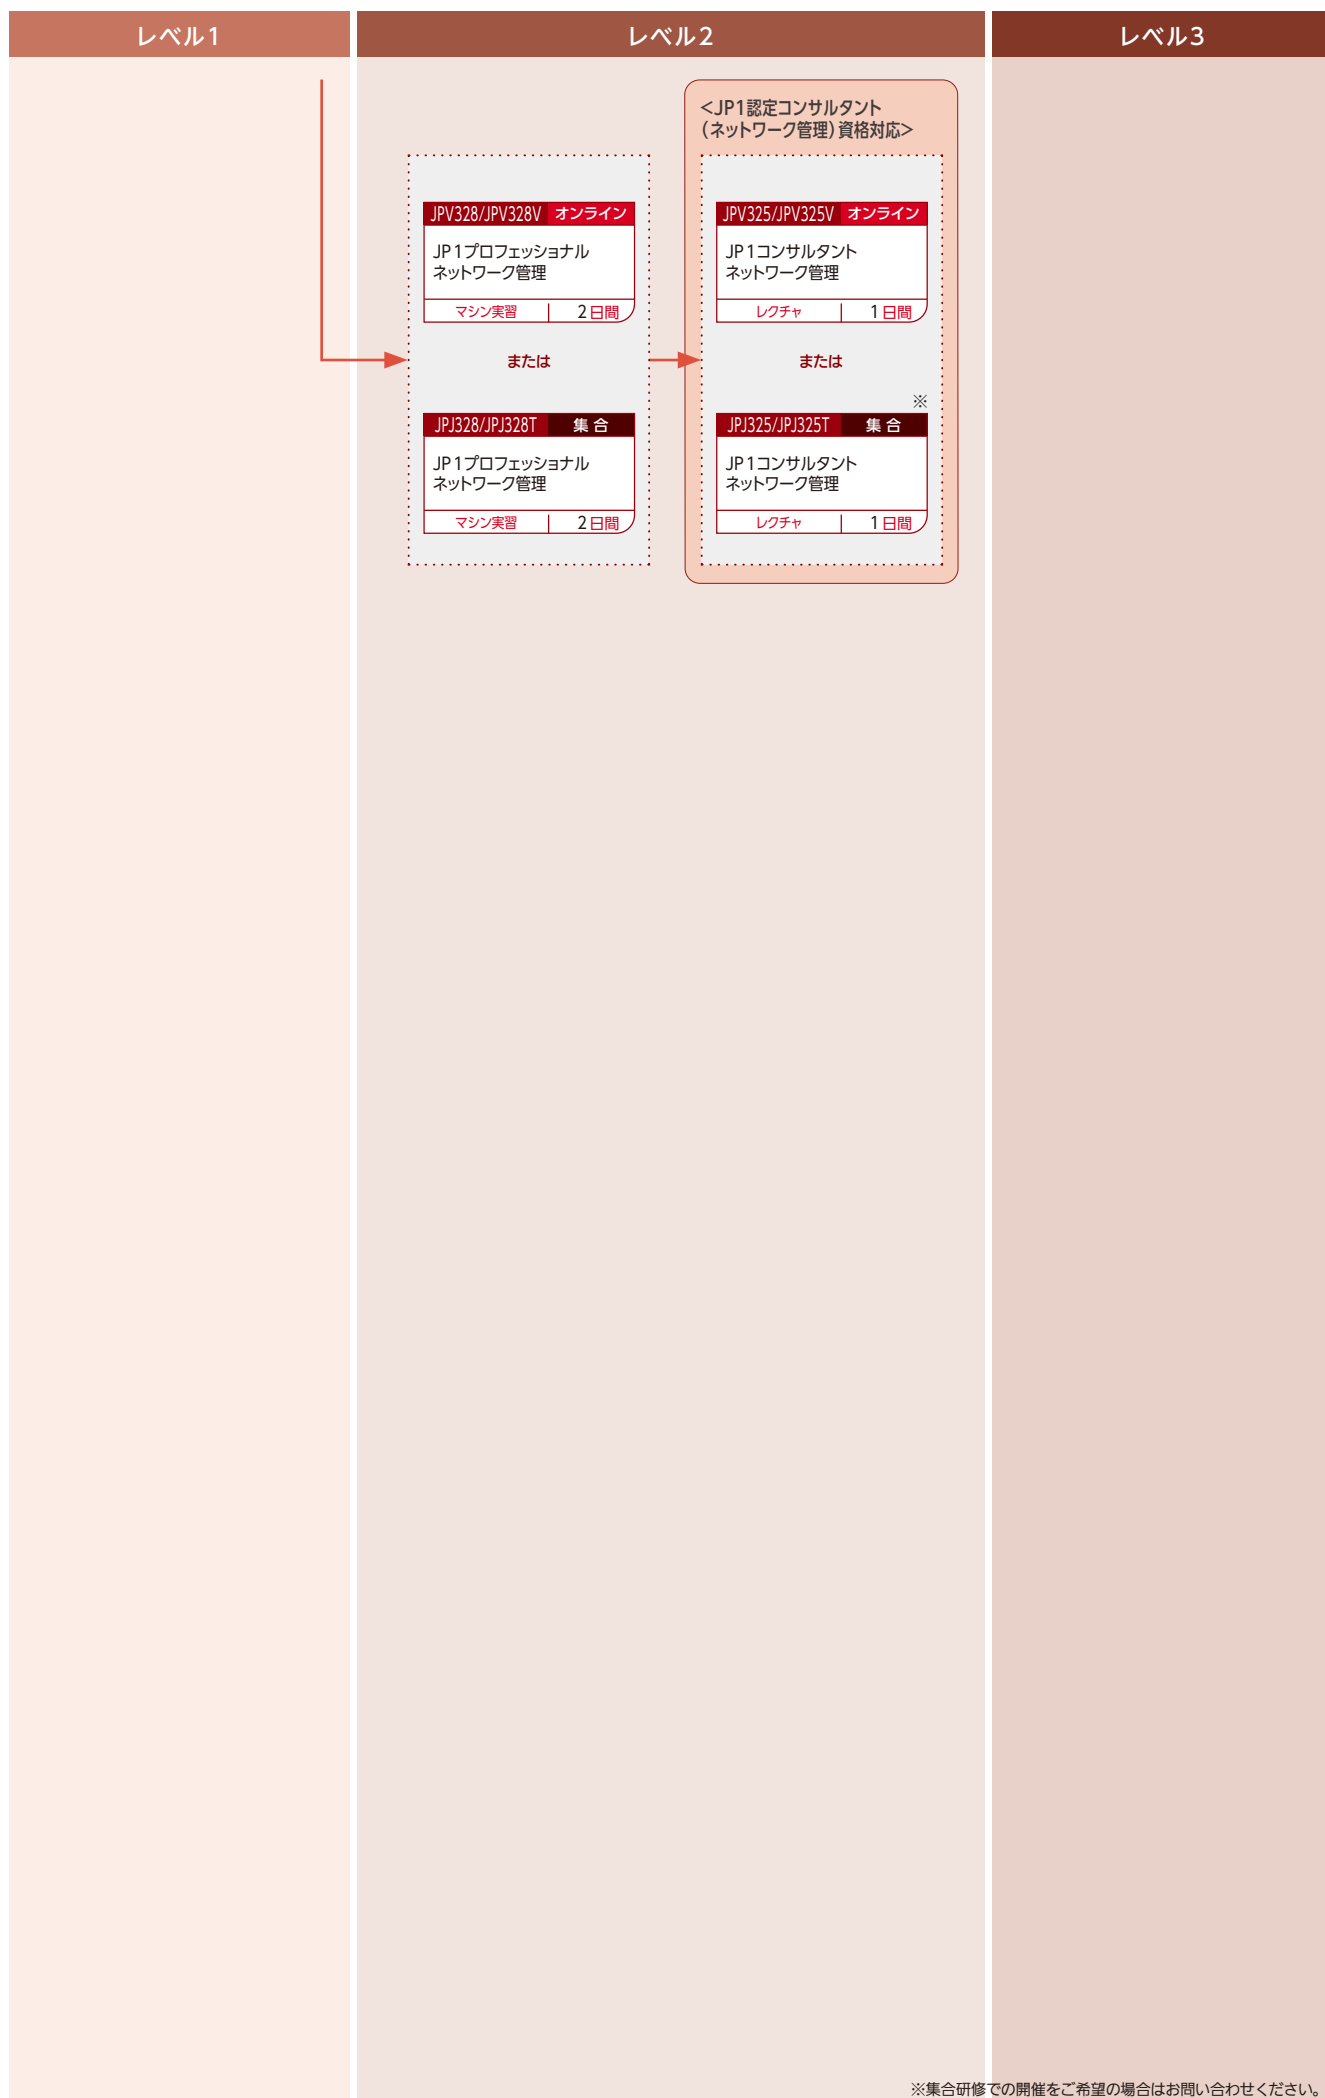 レベル1
レベル2
レベル3
<JP1認定コンサルタント
（ネットワーク管理）資格対応>
JPV328/JPV328V オンライン
JP1プロフェッショナル
ネットワーク管理
マシン実習 2日間
または
JPJ328/JPJ328T 集合
JP1プロフェッショナル
ネットワーク管理
マシン実習 2日間
JPV325/JPV325V オンライン
JP1コンサルタント
ネットワーク管理
レクチャ 1日間
または
※
JPJ325/JPJ325T 集合
JP1コンサルタント
ネットワーク管理
レクチャ 1日間
※集合研修での開催をご希望の場合はお問い合わせください。